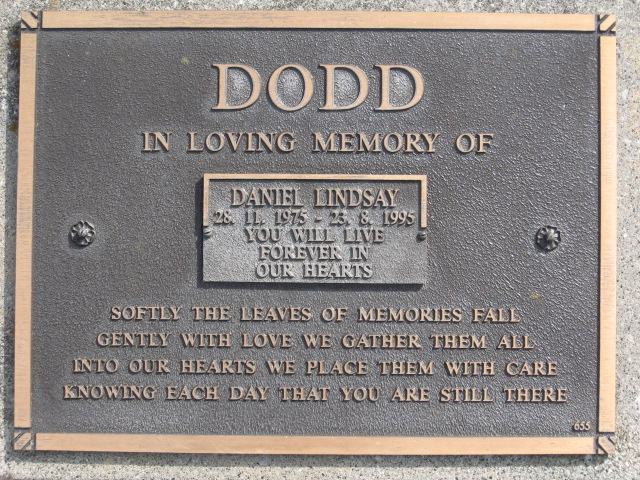 DODD
IN LOVING MEMORY OF
DANIEL LINDSAY
28. 11. 1975 - 23. 8. 1995
YOU WILL LIVE
FOREVER IN
OUR HEARTS
SOFTLY THE LEAVES OF MEMORIES FALL
GENTLY WITH LOVE WE GATHER THEM ALL
INTO OUR HEARTS WE PLACE THEM WITH CARE
KNOWING EACH DAY THAT YOU ARE STILL THERE
655